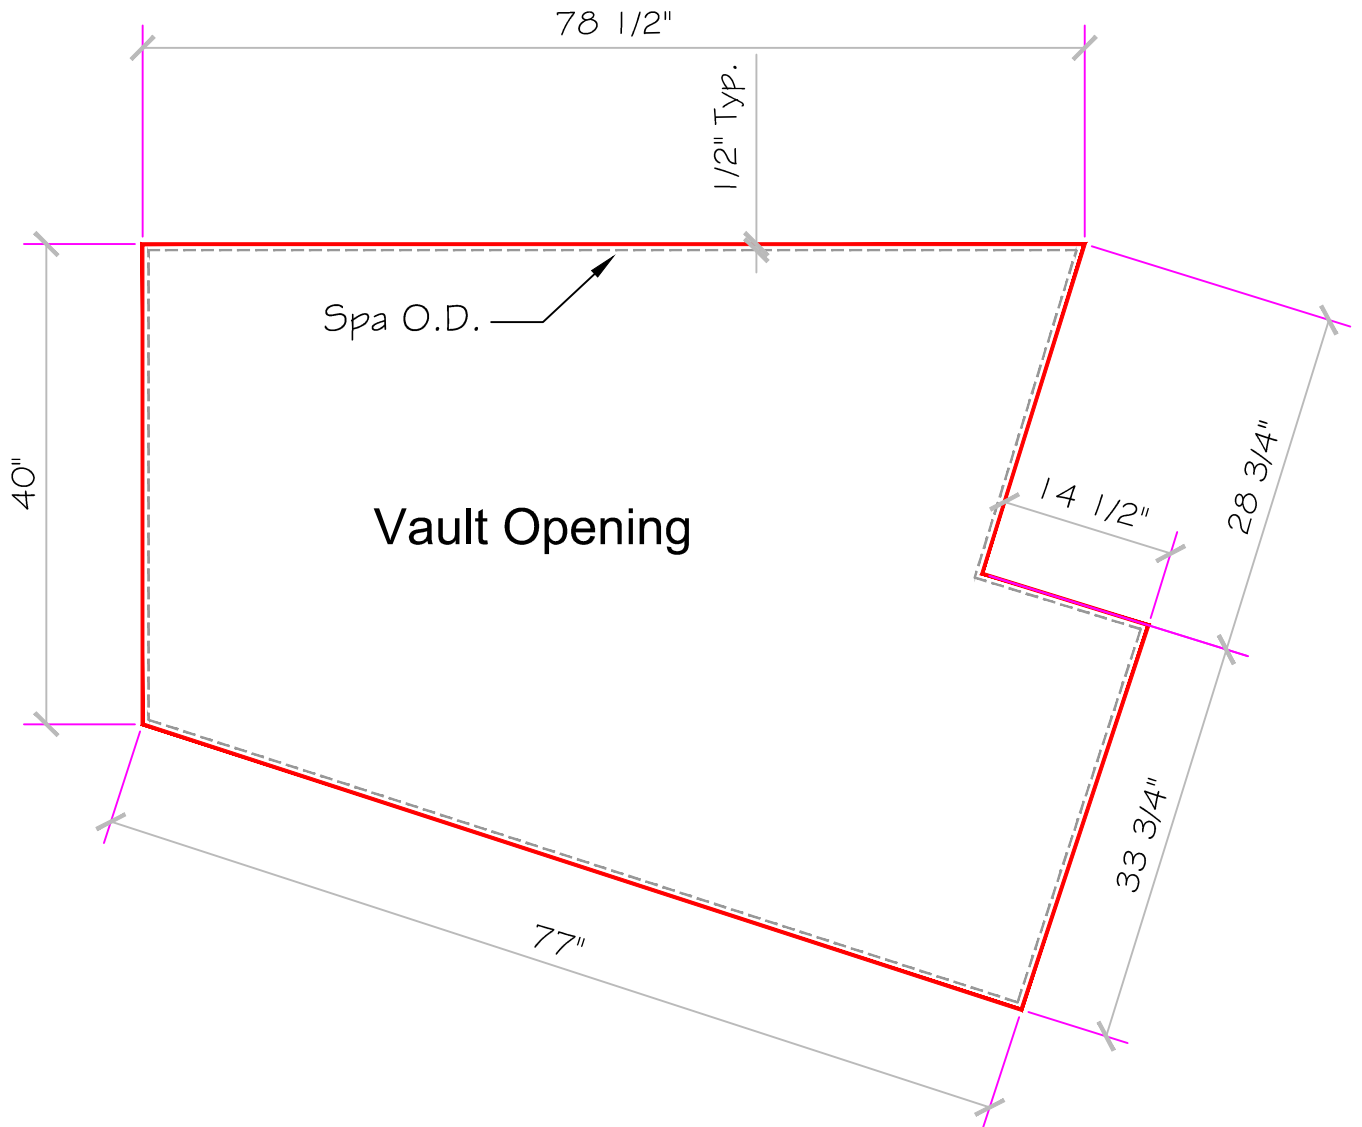 78 1/2"
1/2" Typ.
Spa O.D.
40"
Vault Opening
14 1/2"
28 3/4"
33 3/4"
77"